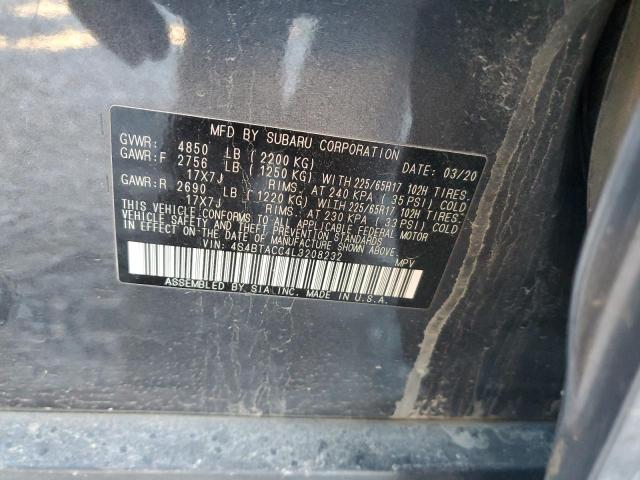 MFD BY SUBARU CORPORATION
GVWR: 4850 LB (2200 KG) DATE: 03/20
GAWR:F 2756 LB (1250 KG) WITH 225/65R17 102H TIRES.
17X7J RIMS, AT 240 KPA (35 PSI) COLD
GAWR:R 2690 LB (1220 KG) WITH 225/65R17 102H TIRES.
17X7J RIMS, AT 230 KPA (33 PSI) COLD
THIS VEHICLE CONFORMS TO ALL APPLICABLE FEDERAL MOTOR
VEHICLE SAFETY AND THEFT PREVENTION STANDARDS
IN EFFECT ON THE DATE OF MANUFACTURE SHOWN ABOVE.
VIN: 4S4BTACC4L3208232 MPV
ASSEMBLED BY SIA, INC. MADE IN U.S.A.